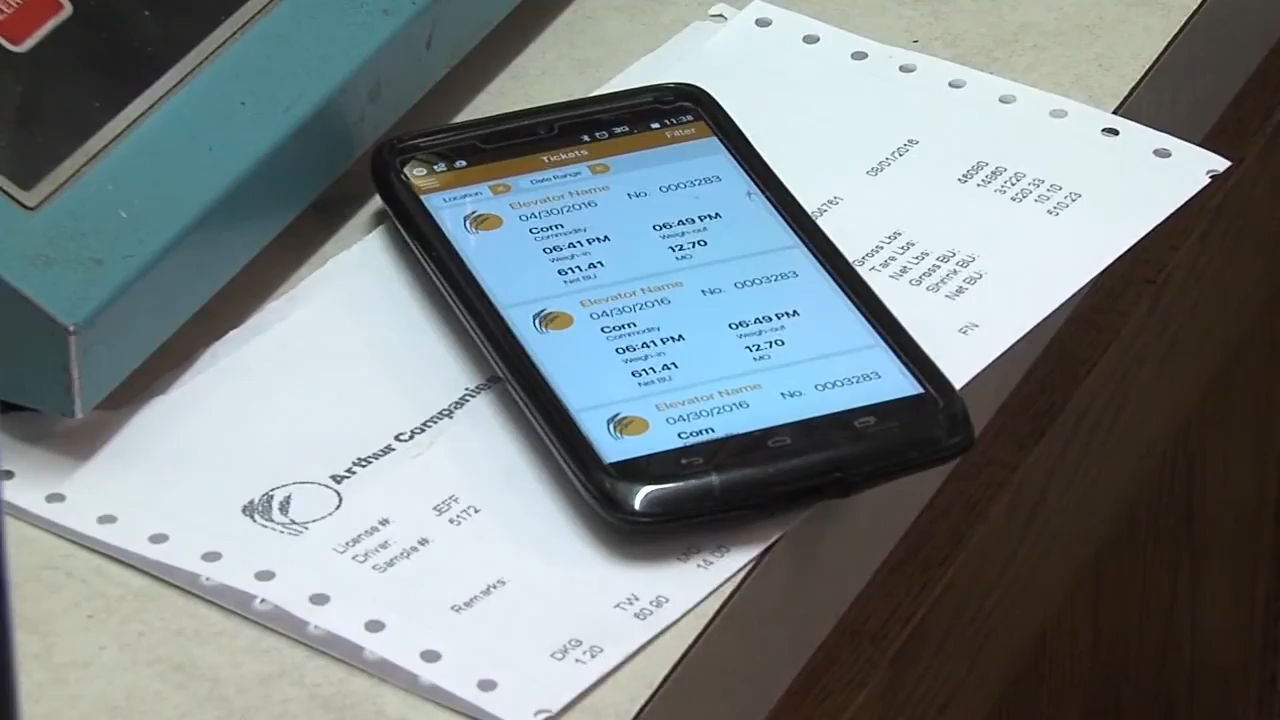 3G 11:38
Tickets
Filter
Location
Date Range
Elevator Name
No. 0003283
04/30/2016
Corn
Commodity
06:41 PM
06:49 PM
Weigh-in
Weigh-out
611.41
12.70
Net BU
MO
Elevator Name
No. 0003283
04/30/2016
Corn
Commodity
06:41 PM
06:49 PM
Weigh-in
Weigh-out
611.41
12.70
Net BU
MO
Elevator Name
No. 0003283
04/30/2016
Corn
08/01/2016
Gross Lbs: 46080
Tare Lbs: 14860
Net Lbs: 31220
Gross BU: 520.33
Shrink BU: 10.10
Net BU: 510.23
FN
Arthur Companies
License #:
Driver: JEFF
Sample #: 5172
Remarks:
DKG TW
1.20 60.90 14.00